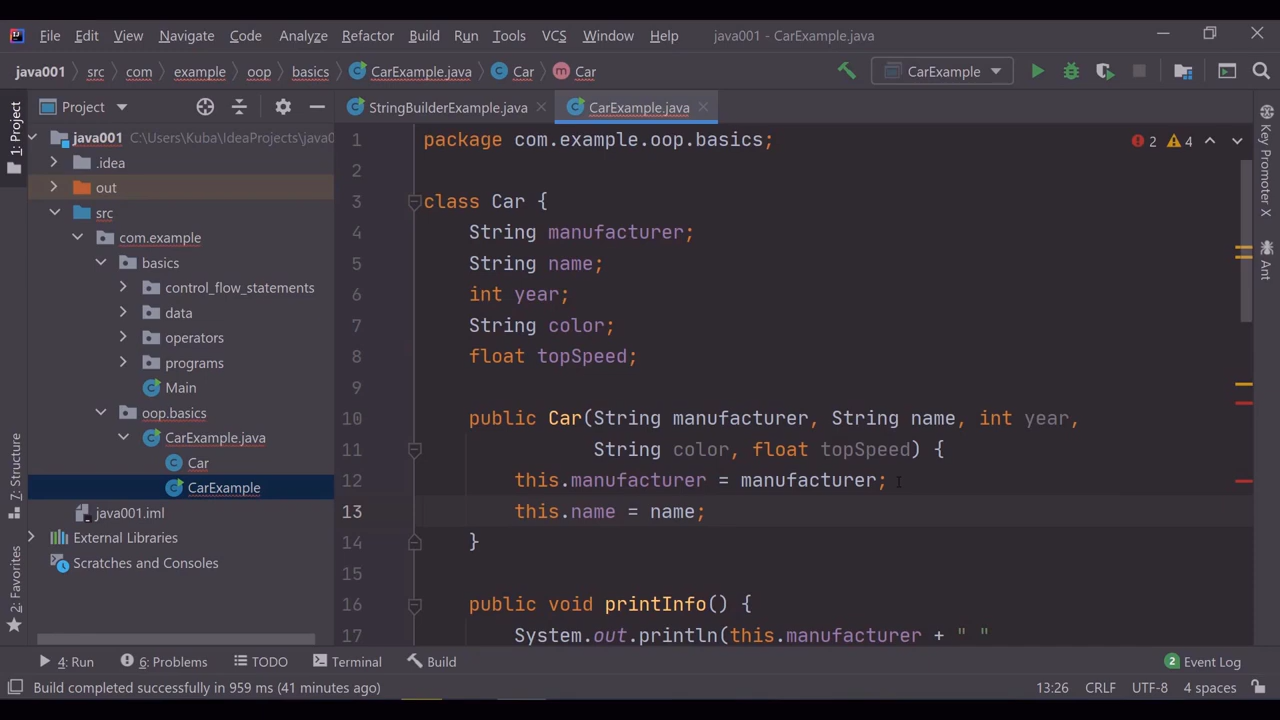 File Edit View Navigate Code Analyze Refactor Build Run Tools VCS Window Help java001 - CarExample.java
java001 src com example oop basics CarExample.java Car Car CarExample
Project
StringBuilderExample.java CarExample.java
1: Project
7: Structure
2: Favorites
java001 C:\Users\Kuba\IdeaProjects\java0
.idea
out
src
com.example
basics
control_flow_statements
data
operators
programs
Main
oop.basics
CarExample.java
Car
CarExample
java001.iml
External Libraries
Scratches and Consoles
2 4
1 package com.example.oop.basics;
2
3 class Car {
4 String manufacturer;
5 String name;
6 int year;
7 String color;
8 float topSpeed;
9
10 public Car(String manufacturer, String name, int year,
11 String color, float topSpeed) {
12 this.manufacturer = manufacturer;
13 this.name = name;
14 }
15
16 public void printInfo() {
17 System.out.println(this.manufacturer + " "
Key Promoter X
Ant
4: Run 6: Problems TODO Terminal Build 2 Event Log
Build completed successfully in 959 ms (41 minutes ago) 13:26 CRLF UTF-8 4 spaces